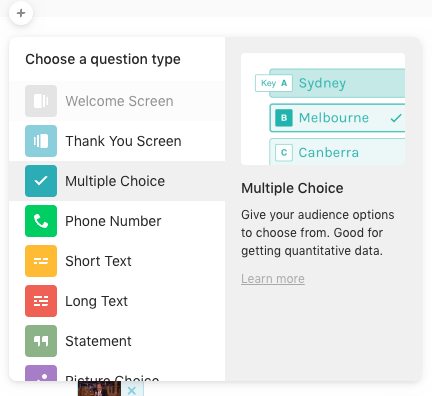 Choose a question type
Welcome Screen
Thank You Screen
Multiple Choice
Phone Number
Short Text
Long Text
Statement
Picture Choice
Key A Sydney
B Melbourne
C Canberra
Multiple Choice
Give your audience options
to choose from. Good for
getting quantitative data.
Learn more